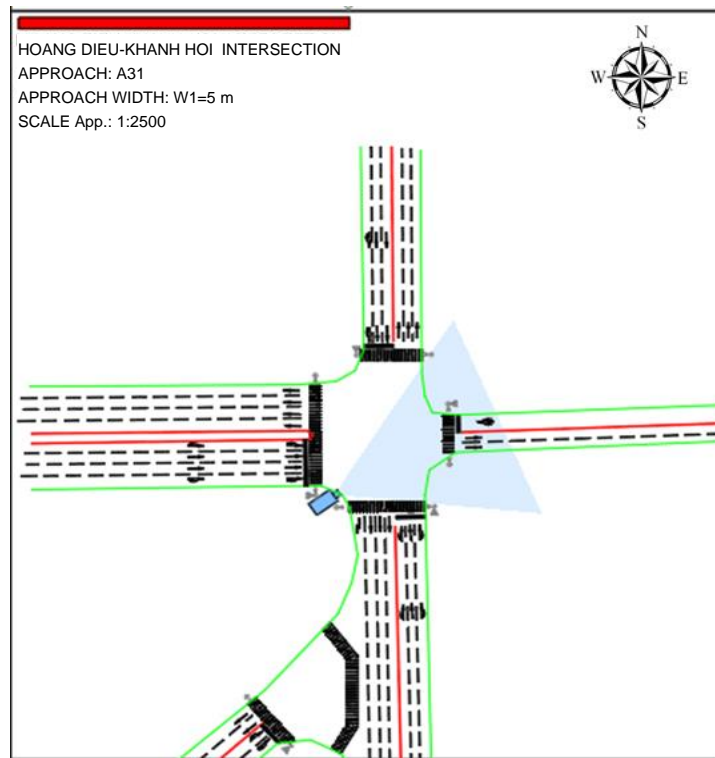 HOANG DIEU-KHANH HOI INTERSECTION
APPROACH: A31
APPROACH WIDTH: W1=5 m
SCALE App.: 1:2500
N
W E
S